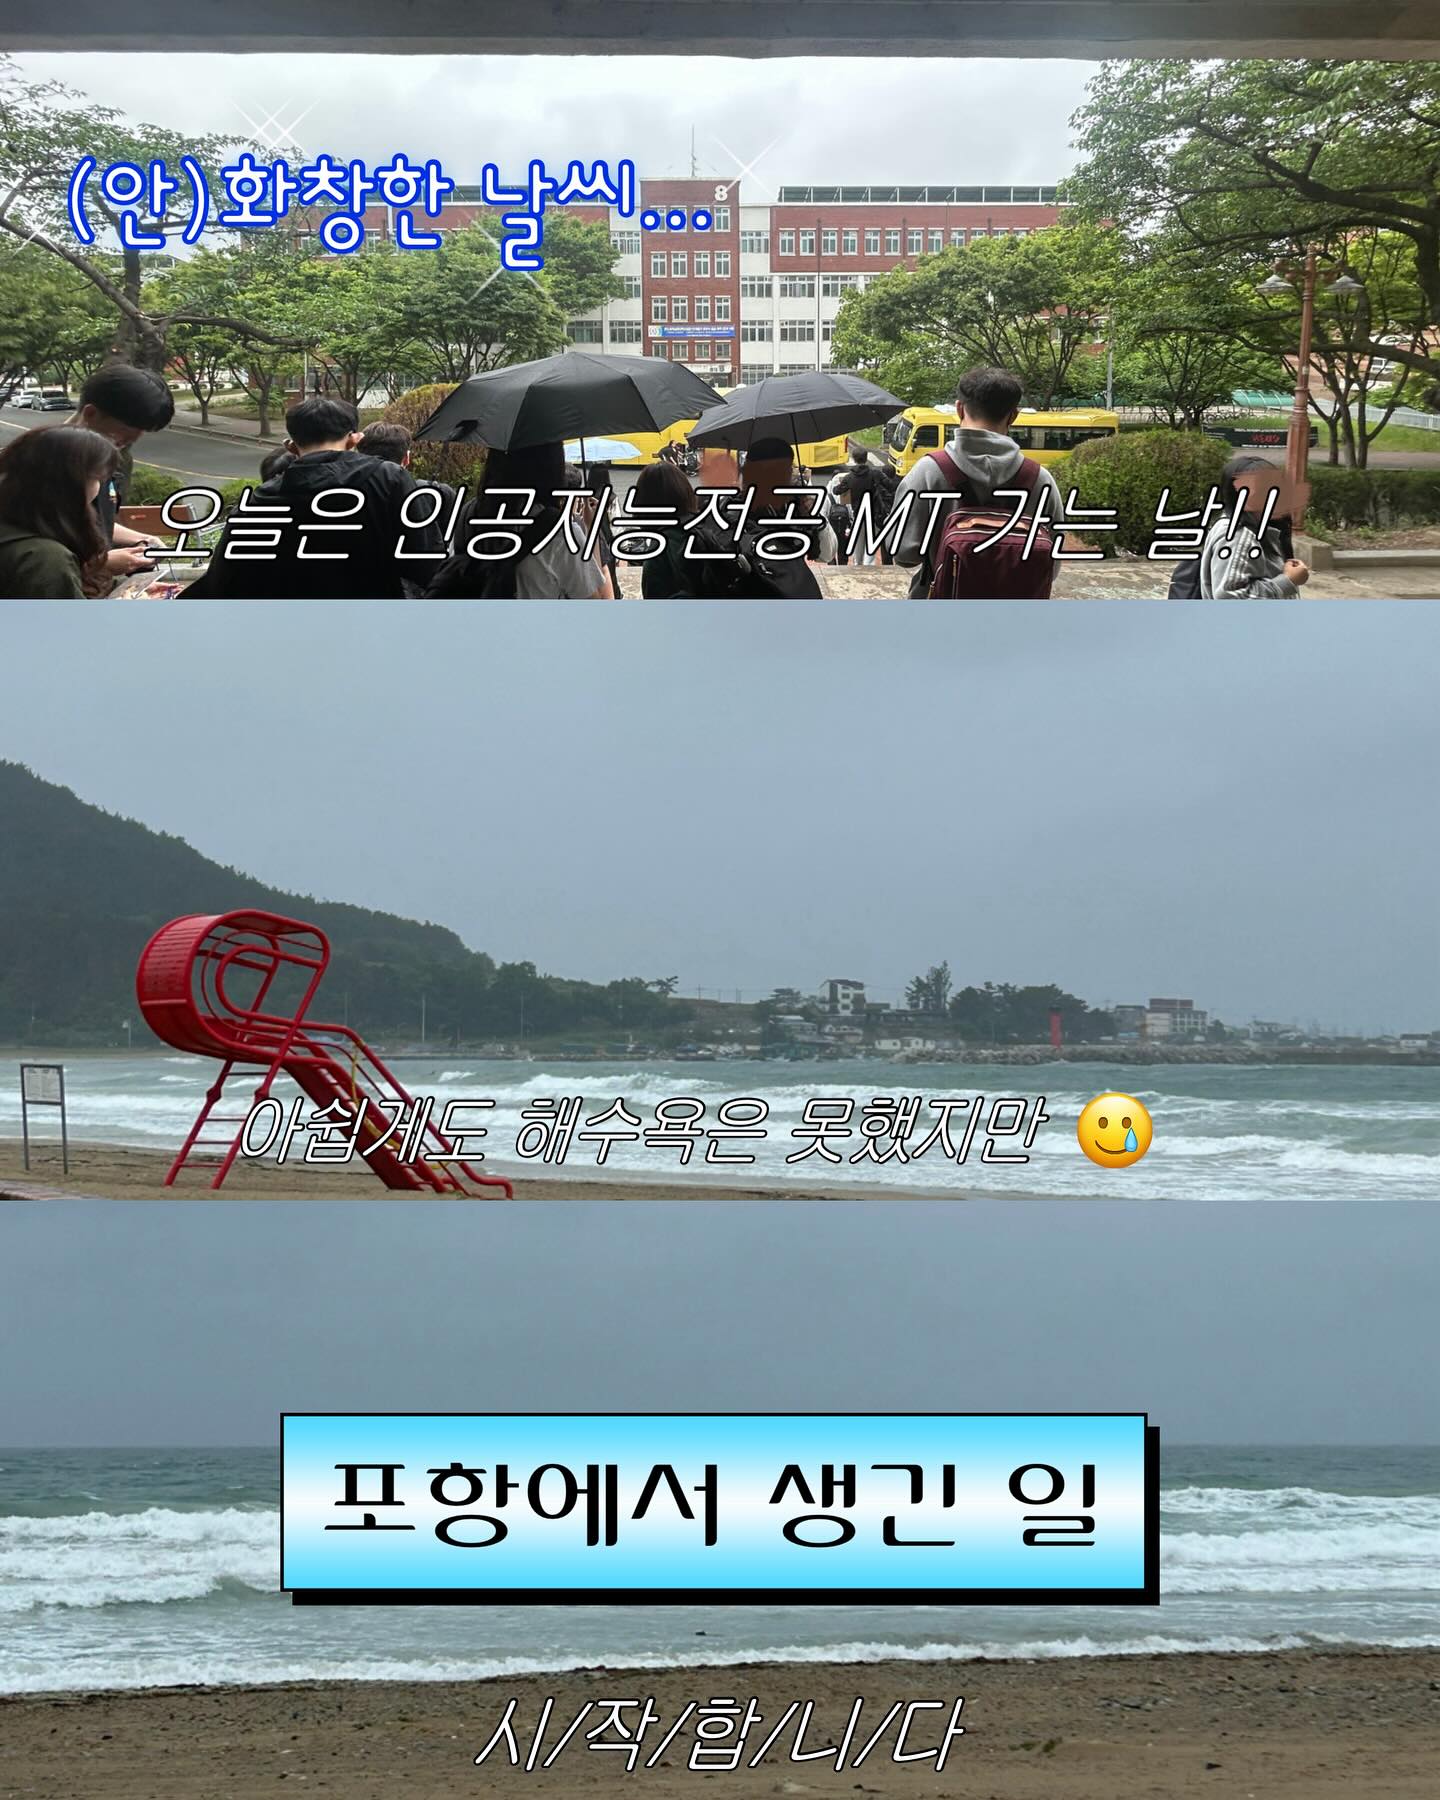 (안)화창한 날씨...
8
오늘은 인공지능전공 MT 가는 날!!
아쉽게도 해수욕은 못했지만 🥲
포항에서 생긴 일
시/작/합/니/다